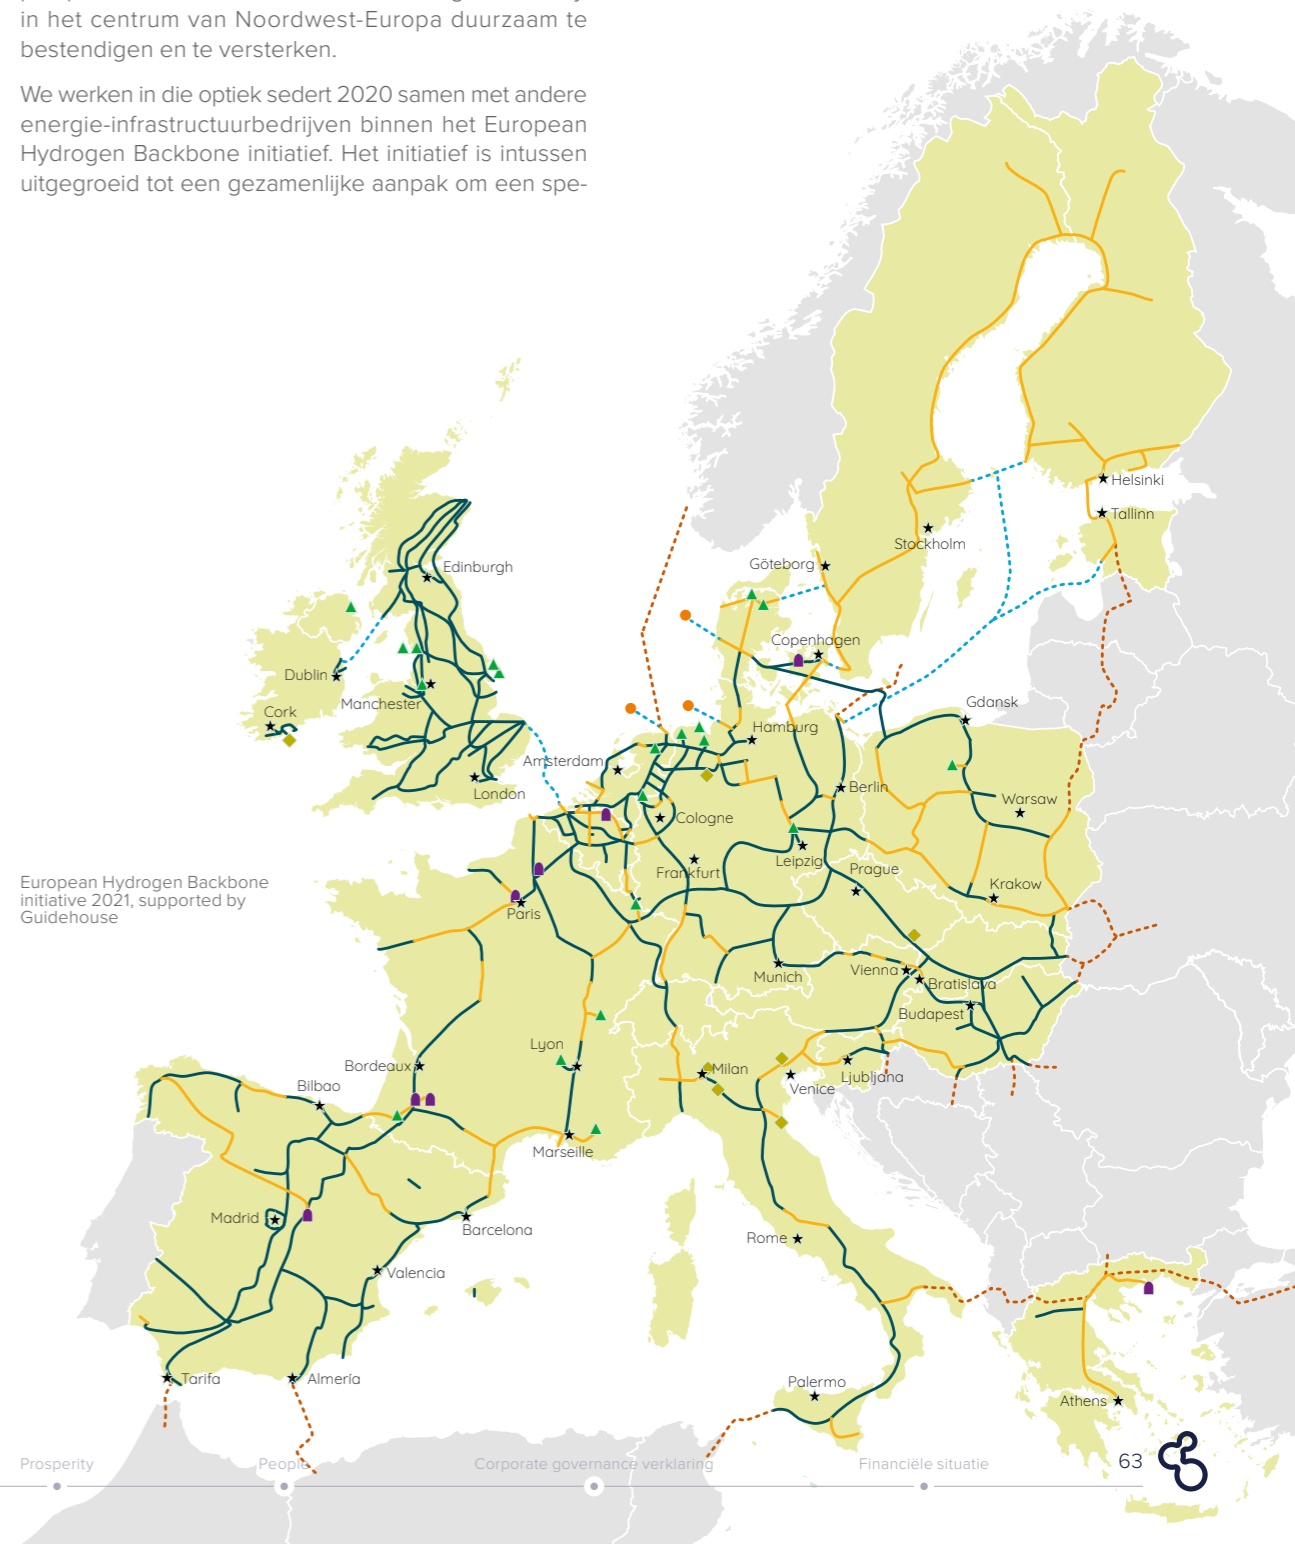 in het centrum van Noordwest-Europa duurzaam te
bestendigen en te versterken.
We werken in die optiek sedert 2020 samen met andere
energie-infrastructuurbedrijven binnen het European
Hydrogen Backbone initiatief. Het initiatief is intussen
uitgegroeid tot een gezamenlijke aanpak om een spe-
Helsinki
Tallinn
Stockholm
Göteborg
Edinburgh
Copenhagen
Dublin
Manchester
Cork
Gdansk
Hamburg
Amsterdam
London
Berlin
Warsaw
Cologne
Leipzig
Frankfurt
Prague
Krakow
European Hydrogen Backbone
initiative 2021, supported by
Guidehouse
Paris
Munich
Vienna
Bratislava
Budapest
Lyon
Bordeaux
Milan
Ljubljana
Venice
Bilbao
Marseille
Madrid
Barcelona
Rome
Valencia
Tarifa
Almería
Palermo
Athens
Prosperity
People
Corporate governance verklaring
Financiële situatie
63